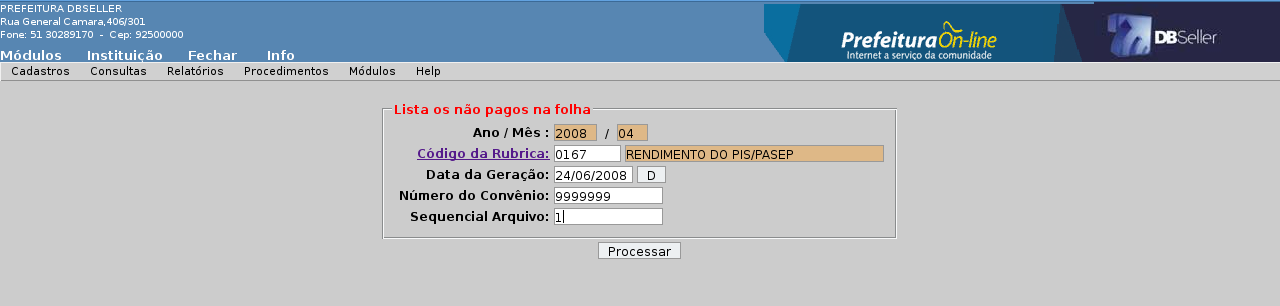 PREFEITURA DBSELLER
Rua General Camara,406/301
Fone: 51 30289170 - Cep: 92500000
Prefeitura On-line
Internet a serviço da comunidade
DBSeller
Módulos Instituição Fechar Info
Cadastros Consultas Relatórios Procedimentos Módulos Help
Lista os não pagos na folha
Ano / Mês : 2008 / 04
Código da Rubrica: 0167 RENDIMENTO DO PIS/PASEP
Data da Geração: 24/06/2008 D
Número do Convênio: 9999999
Sequencial Arquivo: 1
Processar